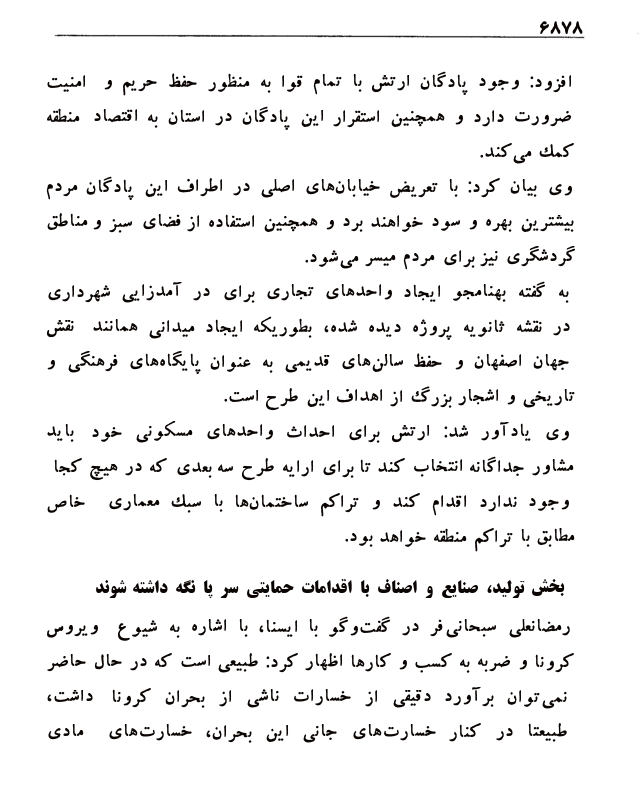 ۶۸۷۸
افزود: وجود پادگان ارتش با تمام قوا به منظور حفظ حریم و امنیت
ضرورت دارد و همچنین استقرار این پادگان در استان به اقتصاد منطقه
کمك می‌کند.
وی بیان کرد: با تعریض خیابان‌های اصلی در اطراف این پادگان مردم
بیشترین بهره و سود خواهند برد و همچنین استفاده از فضای سبز و مناطق
گردشگری نیز برای مردم میسر می‌شود.
به گفته بهنامجو ایجاد واحدهای تجاری برای در آمدزایی شهرداری
در نقشه ثانویه پروژه دیده شده، بطوریکه ایجاد میدانی همانند نقش
جهان اصفهان و حفظ سالن‌های قدیمی به عنوان پایگاه‌های فرهنگی و
تاریخی و اشجار بزرگ از اهداف این طرح است.
وی یادآور شد: ارتش برای احداث واحدهای مسکونی خود باید
مشاور جداگانه انتخاب کند تا برای ارایه طرح سه بعدی که در هیچ کجا
وجود ندارد اقدام کند و تراکم ساختمان‌ها با سبك معماری خاص
مطابق با تراکم منطقه خواهد بود.
بخش تولید، صنایع و اصناف با اقدامات حمایتی سر پا نگه داشته شوند
رمضانعلی سبحانی‌فر در گفت‌وگو با ایسنا، با اشاره به شیوع ویروس
کرونا و ضربه به کسب و کارها اظهار کرد: طبیعی است که در حال حاضر
نمی‌توان برآورد دقیقی از خسارات ناشی از بحران کرونا داشت،
طبیعتا در کنار خسارت‌های جانی این بحران، خسارت‌های مادی